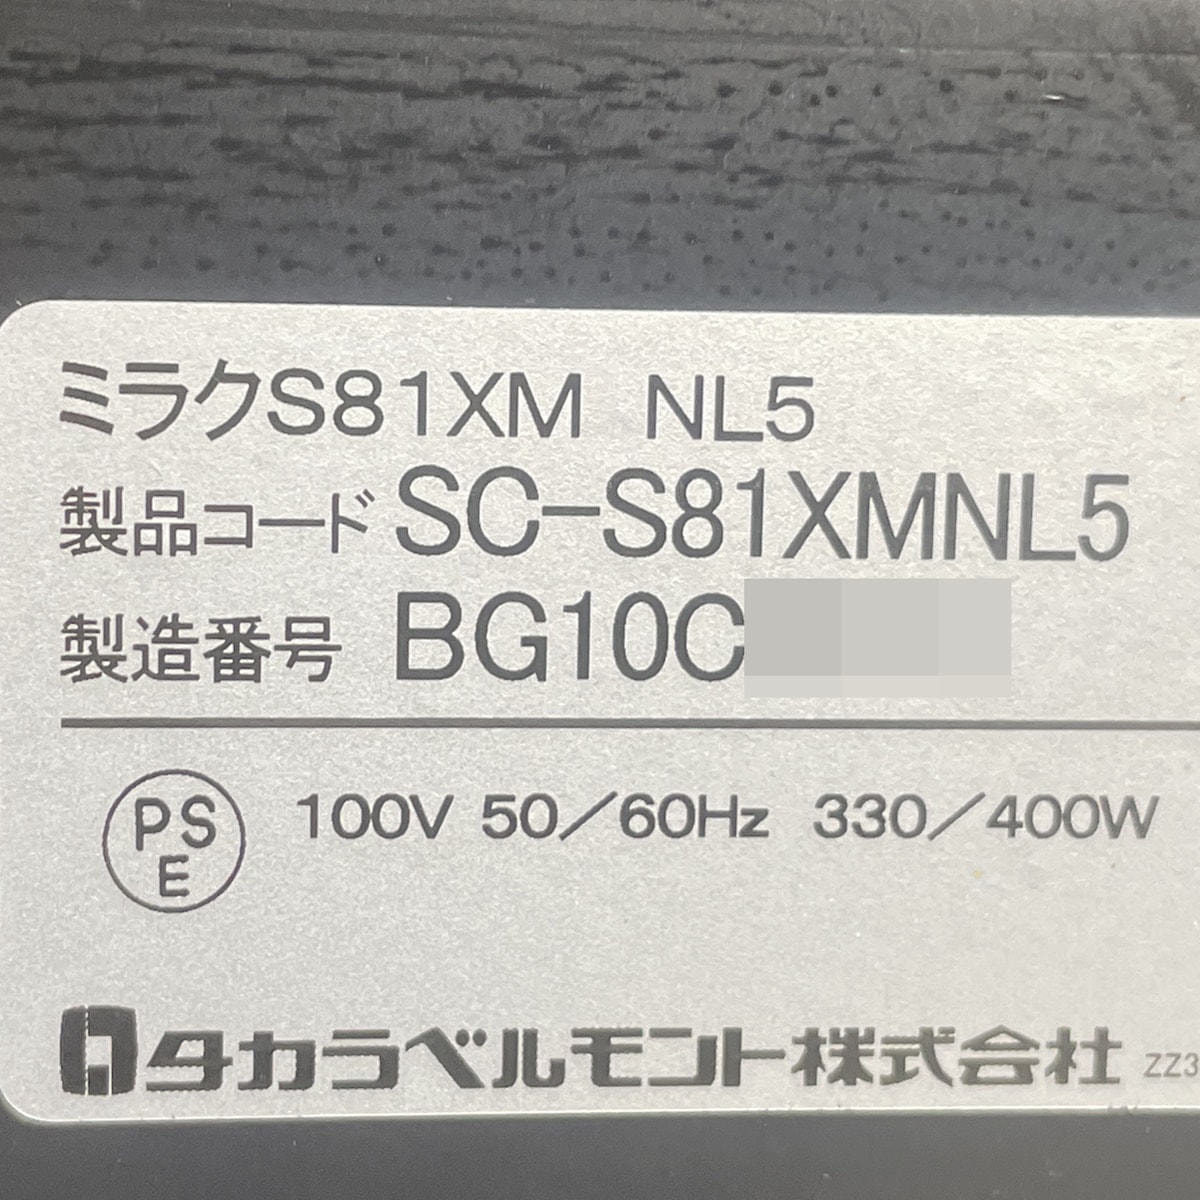 ミラクS81XM NL5
製品コード SC-S81XMNL5
製造番号 BG10C
PS
E
100V 50/60Hz 330/400W
タカラベルモント株式会社 ZZ3